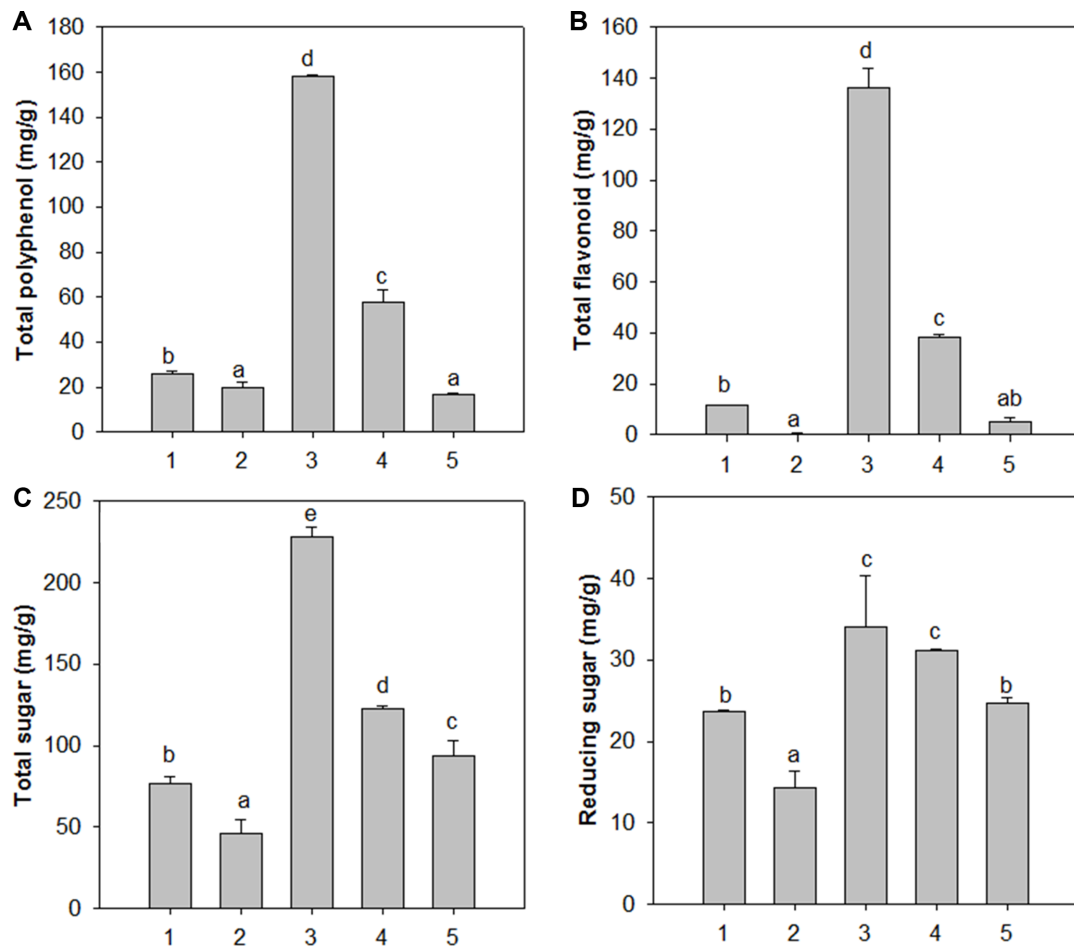 A
Total polyphenol (mg/g)
180
160
140
120
100
80
60
40
20
0
b
a
d
c
a
1 2 3 4 5
B
Total flavonoid (mg/g)
160
140
120
100
80
60
40
20
0
b
a
d
c
ab
1 2 3 4 5
C
Total sugar (mg/g)
250
200
150
100
50
0
b
a
e
d
c
1 2 3 4 5
D
Reducing sugar (mg/g)
50
40
30
20
10
0
b
a
c
c
b
1 2 3 4 5